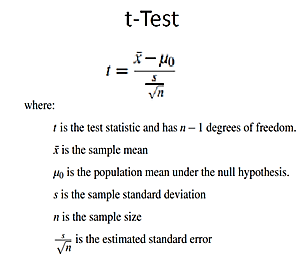 t-Test
t = x̄ − μ₀ / s/√n
where:
t is the test statistic and has n − 1 degrees of freedom.
x̄ is the sample mean
μ₀ is the population mean under the null hypothesis.
s is the sample standard deviation
n is the sample size
s/√n is the estimated standard error